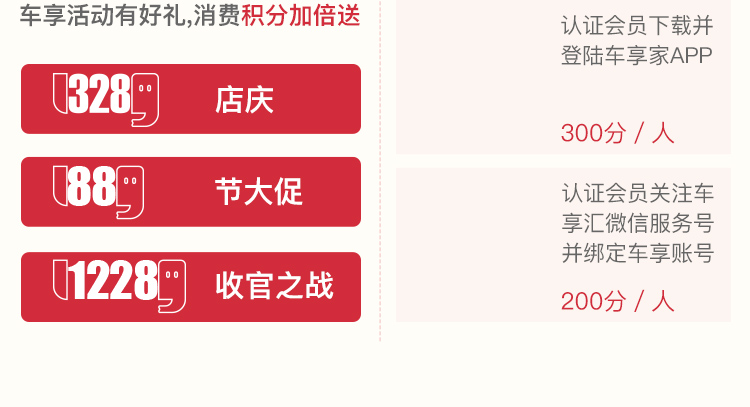 车享活动有好礼,消费积分加倍送
328 店庆
88 节大促
1228 收官之战
认证会员下载并
登陆车享家APP
300分 / 人
认证会员关注车
享汇微信服务号
并绑定车享账号
200分 / 人